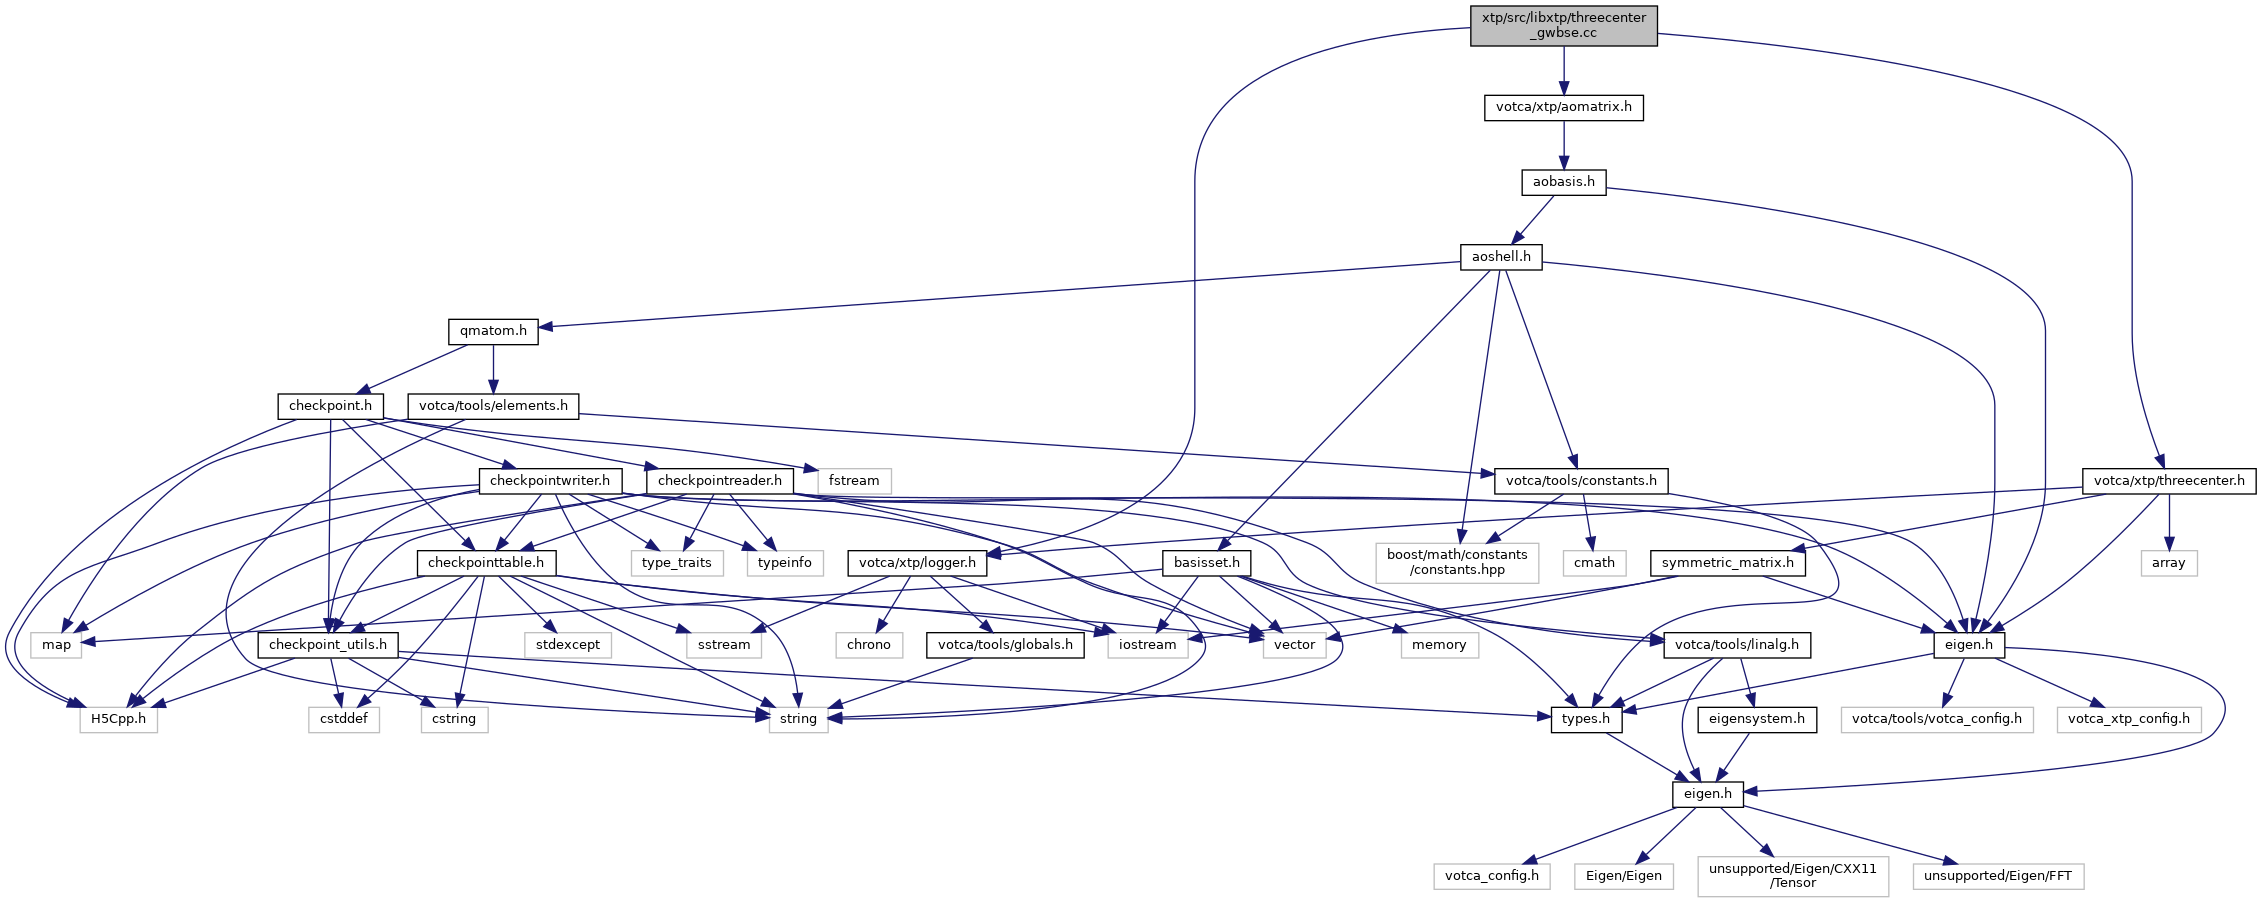 xtp/src/libxtp/threecenter
_gwbse.cc
votca/xtp/aomatrix.h
aobasis.h
aoshell.h
qmatom.h
checkpoint.h
votca/tools/elements.h
checkpointwriter.h
checkpointreader.h
fstream
votca/tools/constants.h
votca/xtp/threecenter.h
checkpointtable.h
type_traits
typeinfo
votca/xtp/logger.h
basisset.h
boost/math/constants
/constants.hpp
cmath
symmetric_matrix.h
array
map
checkpoint_utils.h
stdexcept
sstream
chrono
votca/tools/globals.h
iostream
vector
memory
votca/tools/linalg.h
eigen.h
H5Cpp.h
cstddef
cstring
string
types.h
eigensystem.h
votca/tools/votca_config.h
votca_xtp_config.h
eigen.h
votca_config.h
Eigen/Eigen
unsupported/Eigen/CXX11
/Tensor
unsupported/Eigen/FFT